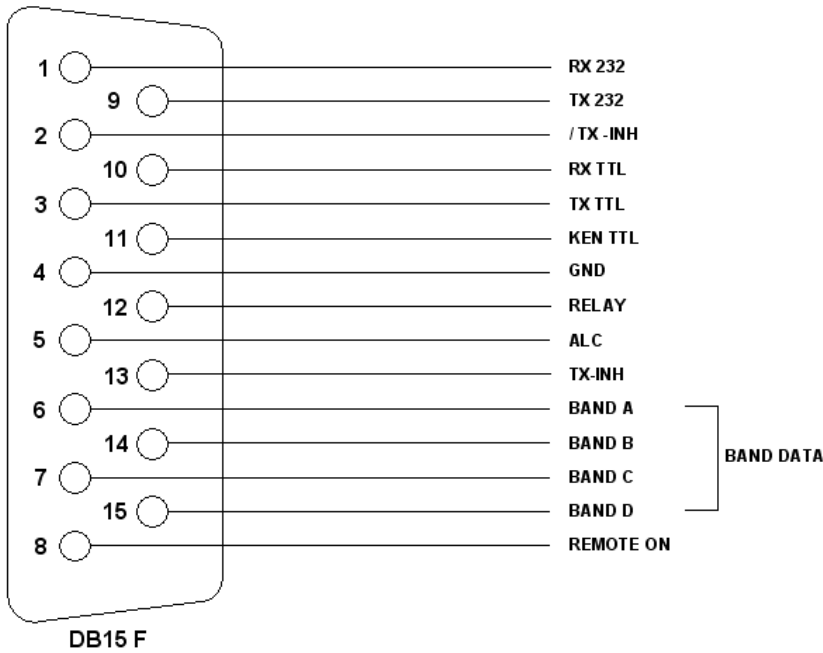 1 RX 232
9 TX 232
2 / TX -INH
10 RX TTL
3 TX TTL
11 KEN TTL
4 GND
12 RELAY
5 ALC
13 TX-INH
6 BAND A
14 BAND B
BAND DATA
7 BAND C
15 BAND D
8 REMOTE ON
DB15 F